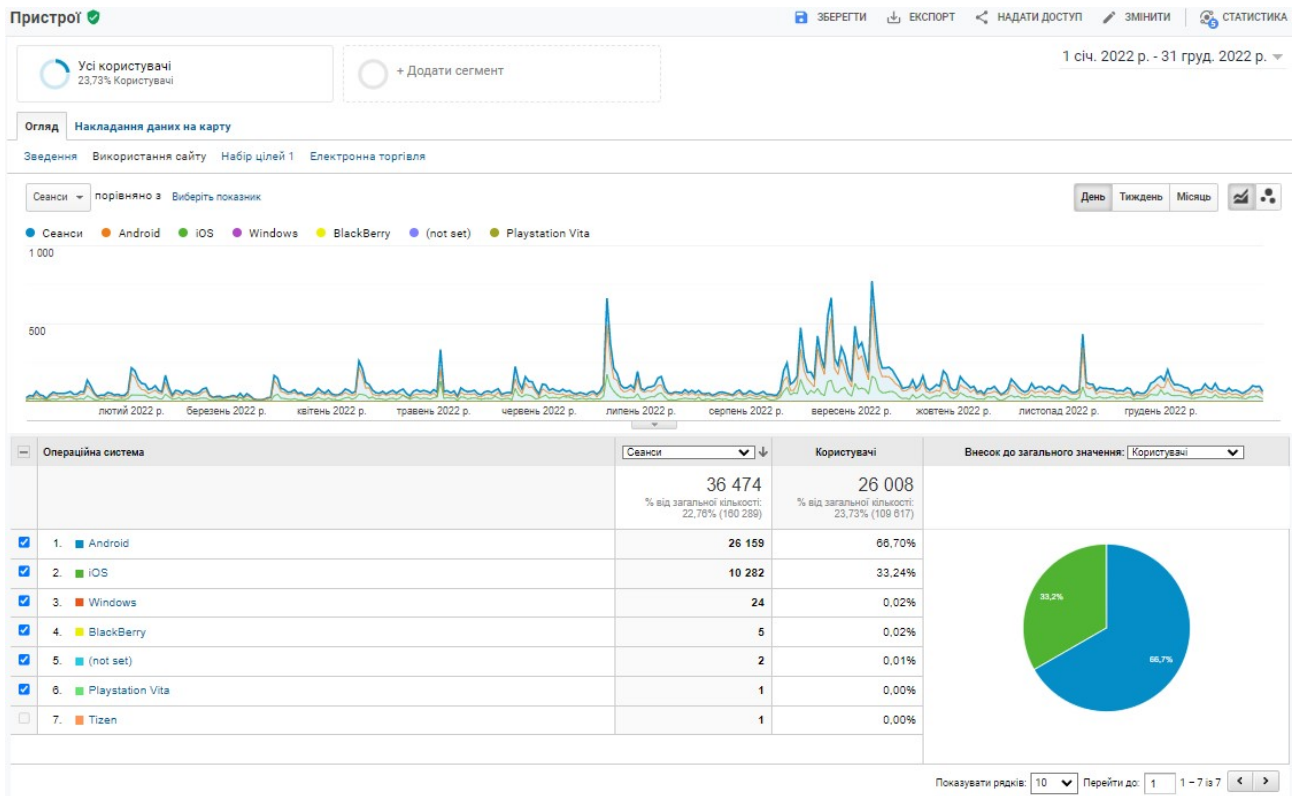 Пристрої
ЗБЕРЕГТИ ЕКСПОРТ НАДАТИ ДОСТУП ЗМІНИТИ 5 СТАТИСТИКА
Усі користувачі
23,73% Користувачі
+ Додати сегмент
1 січ. 2022 р. - 31 груд. 2022 р.
Огляд Накладання даних на карту
Зведення Використання сайту Набір цілей 1 Електронна торгівля
Сеанси порівняно з Виберіть показник
День Тиждень Місяць
Сеанси Android iOS Windows BlackBerry (not set) Playstation Vita
1 000
500
лютий 2022 р. березень 2022 р. квітень 2022 р. травень 2022 р. червень 2022 р. липень 2022 р. серпень 2022 р. вересень 2022 р. жовтень 2022 р. листопад 2022 р. грудень 2022 р.
Операційна система Сеанси Користувачі Внесок до загального значення: Користувачі
36 474 26 008
% від загальної кількості: % від загальної кількості:
22,76% (160 289) 23,73% (109 617)
1. Android 26 159 66,70%
2. iOS 10 282 33,24%
3. Windows 24 0,02%
4. BlackBerry 5 0,02%
5. (not set) 2 0,01%
6. Playstation Vita 1 0,00%
7. Tizen 1 0,00%
33,2%
66,7%
Показувати рядків: 10 Перейти до: 1 1 – 7 із 7